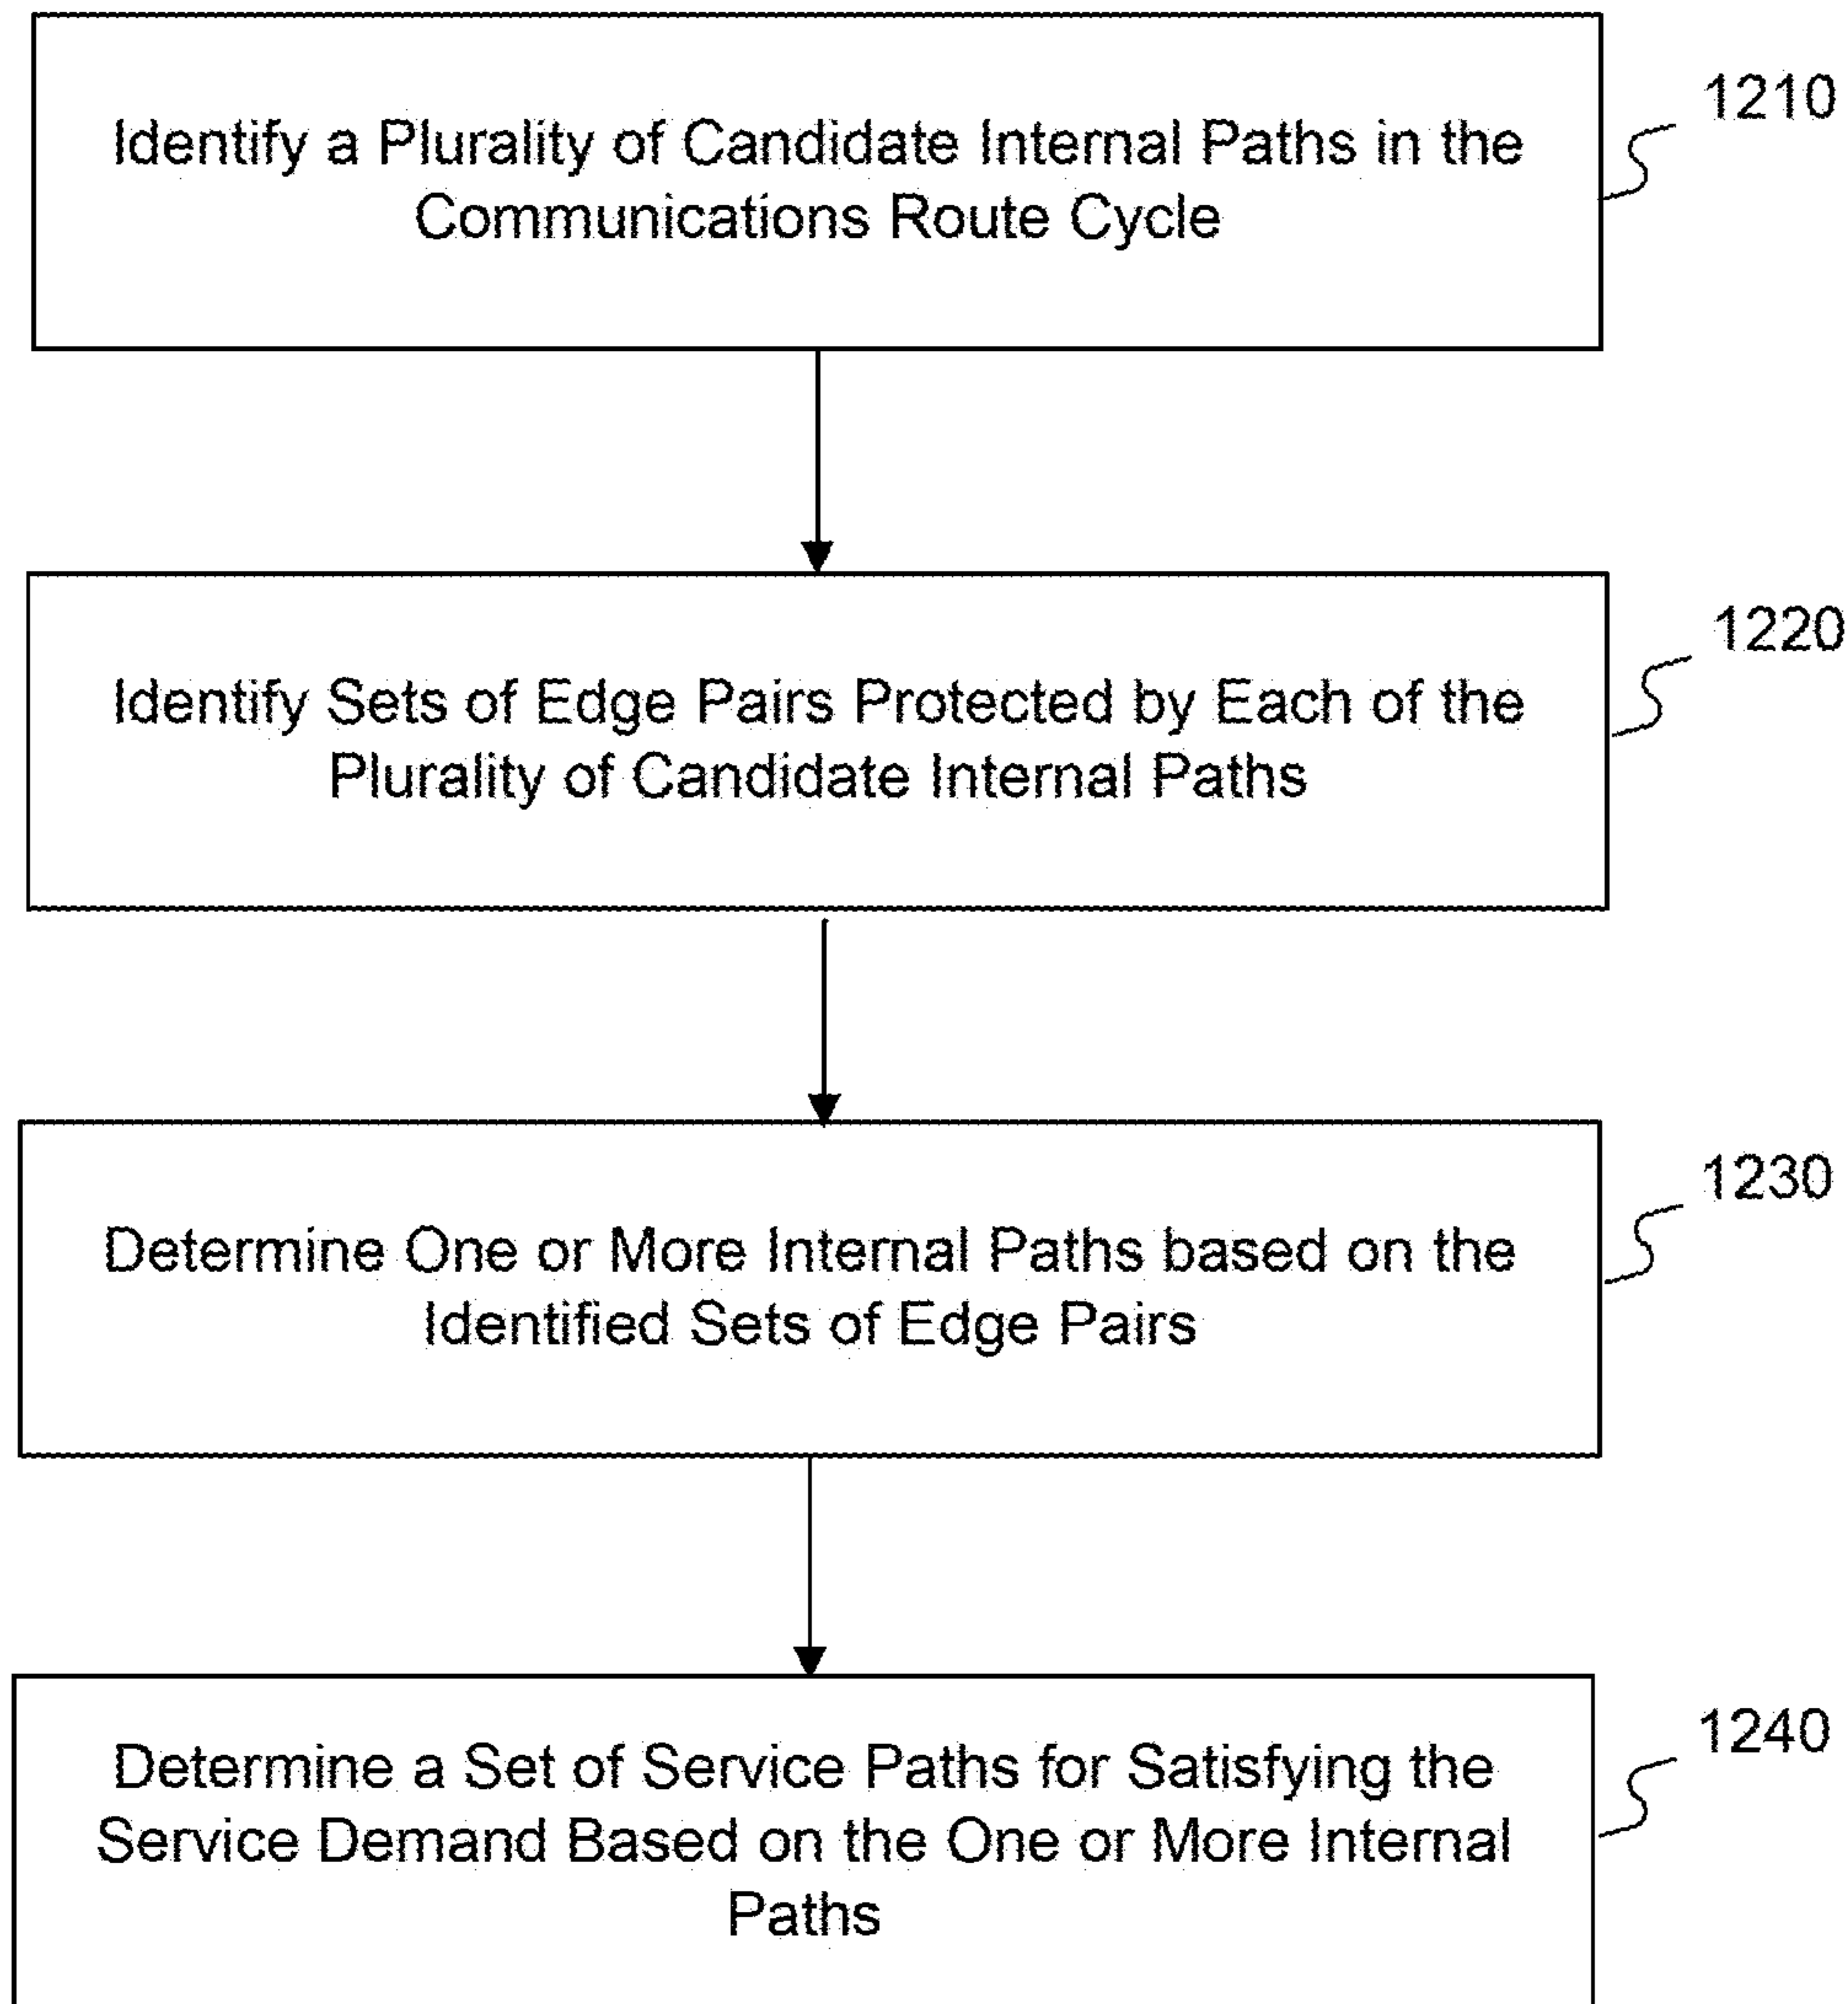 Identify a Plurality of Candidate Internal Paths in the
Communications Route Cycle
1210
Identify Sets of Edge Pairs Protected by Each of the
Plurality of Candidate Internal Paths
1220
Determine One or More Internal Paths based on the
Identified Sets of Edge Pairs
1230
Determine a Set of Service Paths for Satisfying the
Service Demand Based on the One or More Internal
Paths
1240